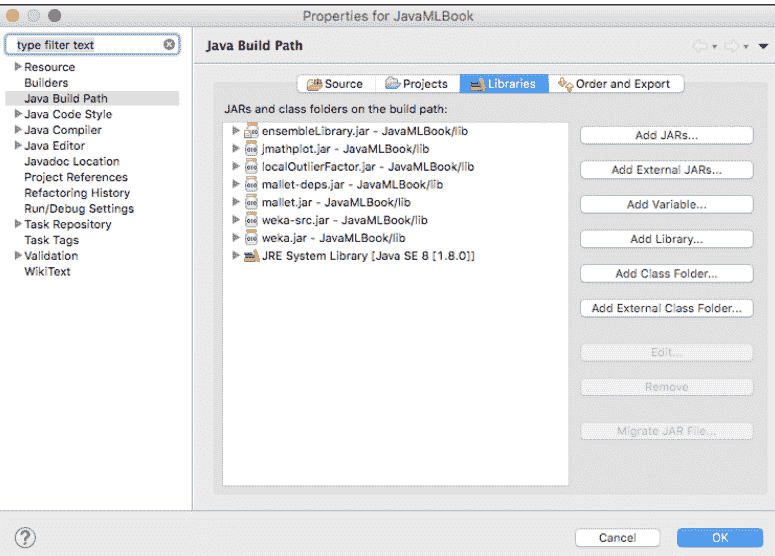 Properties for JavaMLBook
type filter text
Resource
Builders
Java Build Path
Java Code Style
Java Compiler
Java Editor
Javadoc Location
Project References
Refactoring History
Run/Debug Settings
Task Repository
Task Tags
Validation
WikiText
Java Build Path
Source Projects Libraries Order and Export
JARs and class folders on the build path:
ensembleLibrary.jar - JavaMLBook/lib
jmathplot.jar - JavaMLBook/lib
localOutlierFactor.jar - JavaMLBook/lib
mallet-deps.jar - JavaMLBook/lib
mallet.jar - JavaMLBook/lib
weka-src.jar - JavaMLBook/lib
weka.jar - JavaMLBook/lib
JRE System Library [Java SE 8 [1.8.0]]
Add JARs...
Add External JARs...
Add Variable...
Add Library...
Add Class Folder...
Add External Class Folder...
Edit...
Remove
Migrate JAR File...
?
Cancel
OK